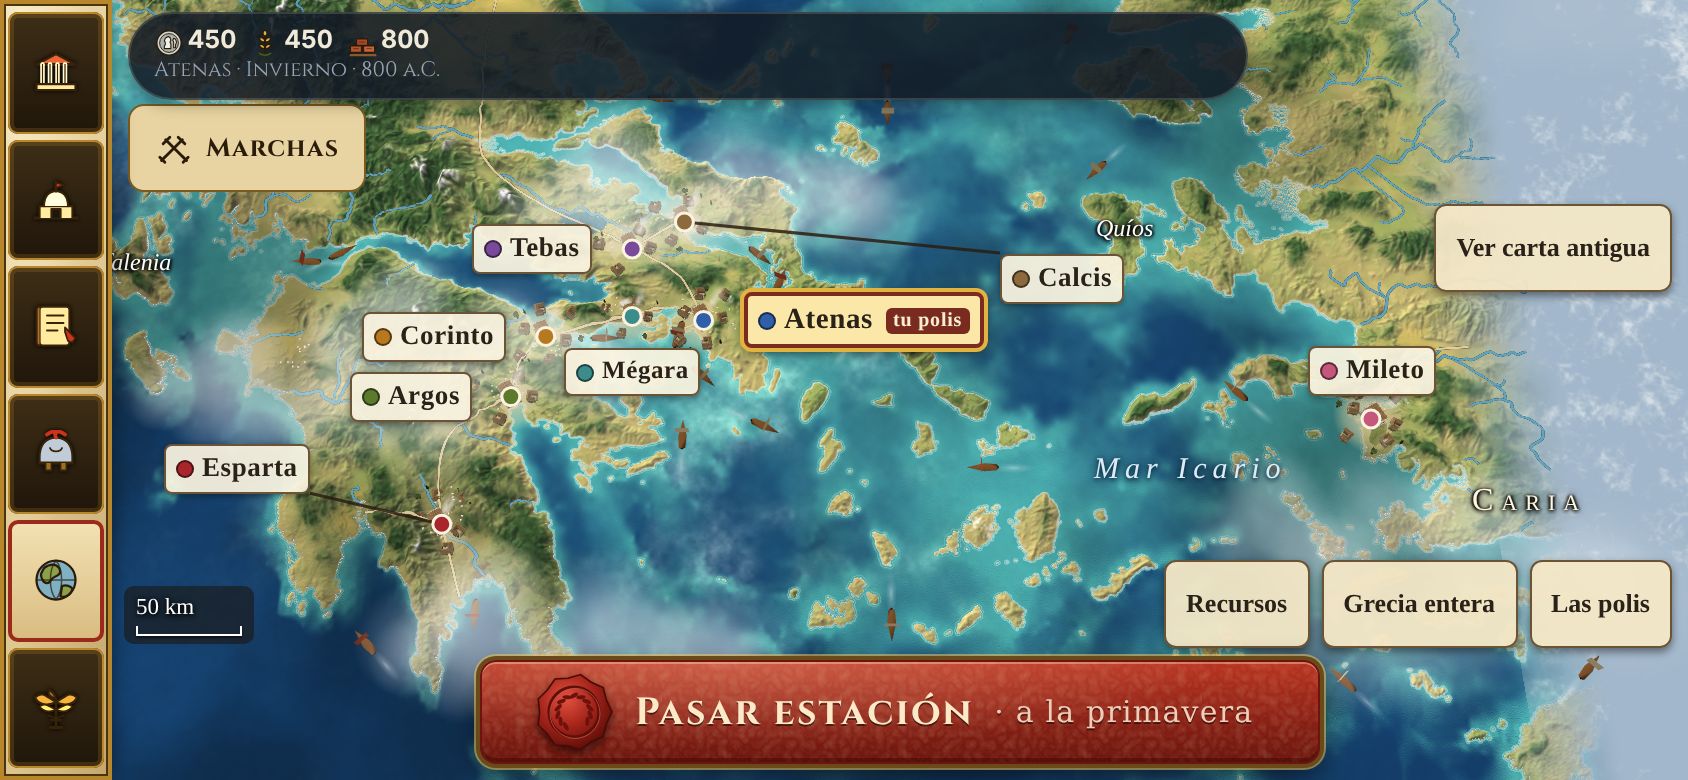 450 450 800
Atenas · Invierno · 800 a.C.
Marchas
Quíos
Tebas
Ver carta antigua
alenia
Calcis
Atenas tu polis
Corinto
Mégara
Mileto
Argos
Esparta
Mar Icario
Caria
50 km
Recursos
Grecia entera
Las polis
Pasar estación · a la primavera